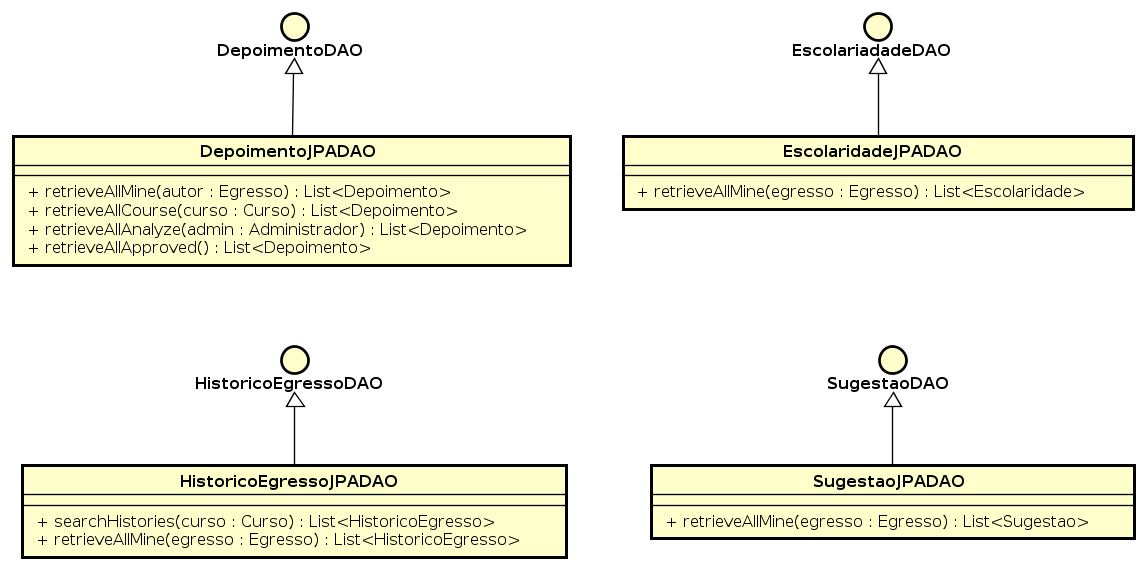 DepoimentoDAO
DepoimentoJPADAO
+ retrieveAllMine(autor : Egresso) : List<Depoimento>
+ retrieveAllCourse(curso : Curso) : List<Depoimento>
+ retrieveAllAnalyze(admin : Administrador) : List<Depoimento>
+ retrieveAllApproved() : List<Depoimento>
EscolariadadeDAO
EscolaridadeJPADAO
+ retrieveAllMine(egresso : Egresso) : List<Escolaridade>
HistoricoEgressoDAO
HistoricoEgressoJPADAO
+ searchHistories(curso : Curso) : List<HistoricoEgresso>
+ retrieveAllMine(egresso : Egresso) : List<HistoricoEgresso>
SugestaoDAO
SugestaoJPADAO
+ retrieveAllMine(egresso : Egresso) : List<Sugestao>